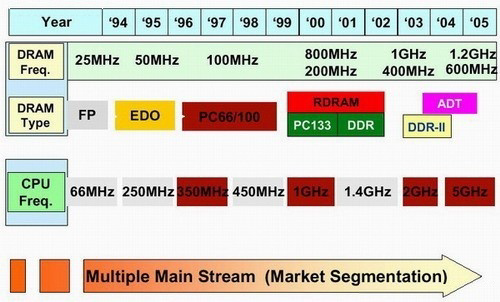 Year '94 '95 '96 '97 '98 '99 '00 '01 '02 '03 '04 '05
DRAM Freq. 25MHz 50MHz 100MHz 800MHz 1GHz 1.2GHz
200MHz 400MHz 600MHz
DRAM Type FP EDO PC66/100 RDRAM ADT
PC133 DDR DDR-II
CPU Freq. 66MHz 250MHz 350MHz 450MHz 1GHz 1.4GHz 2GHz 5GHz
Multiple Main Stream (Market Segmentation)